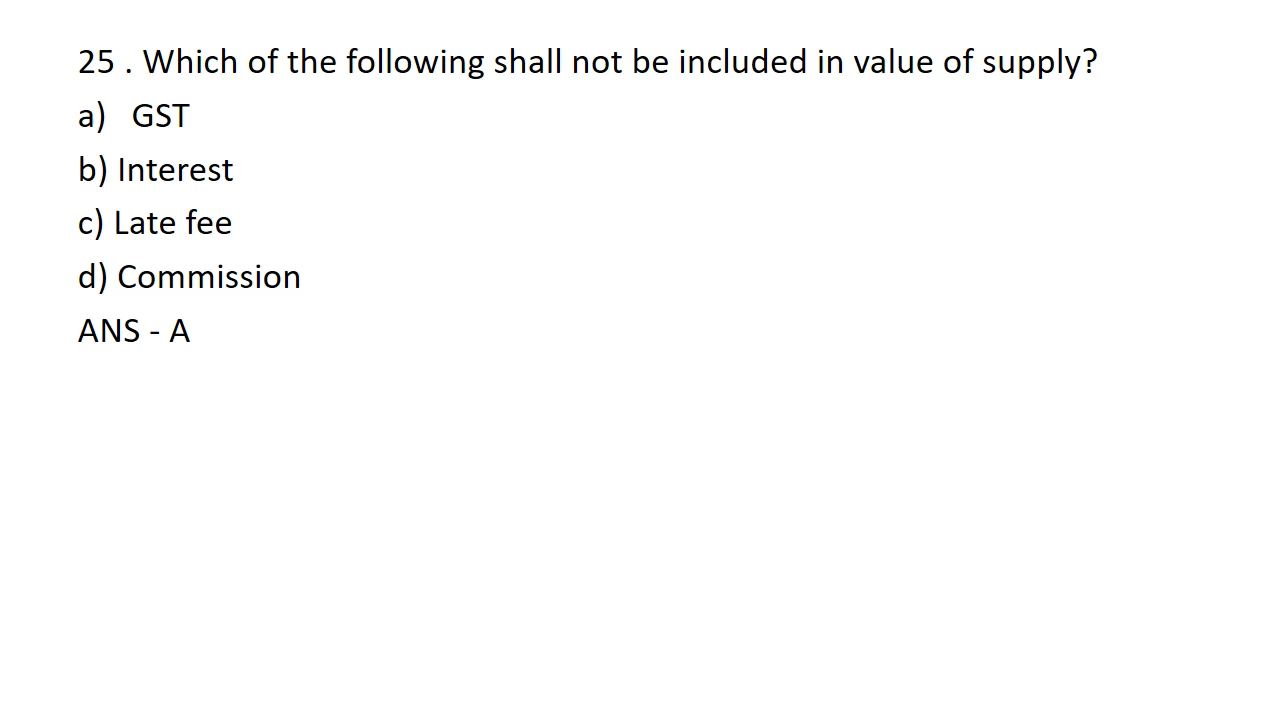 25 . Which of the following shall not be included in value of supply?
a)   GST
b) Interest
c) Late fee
d) Commission
ANS - A